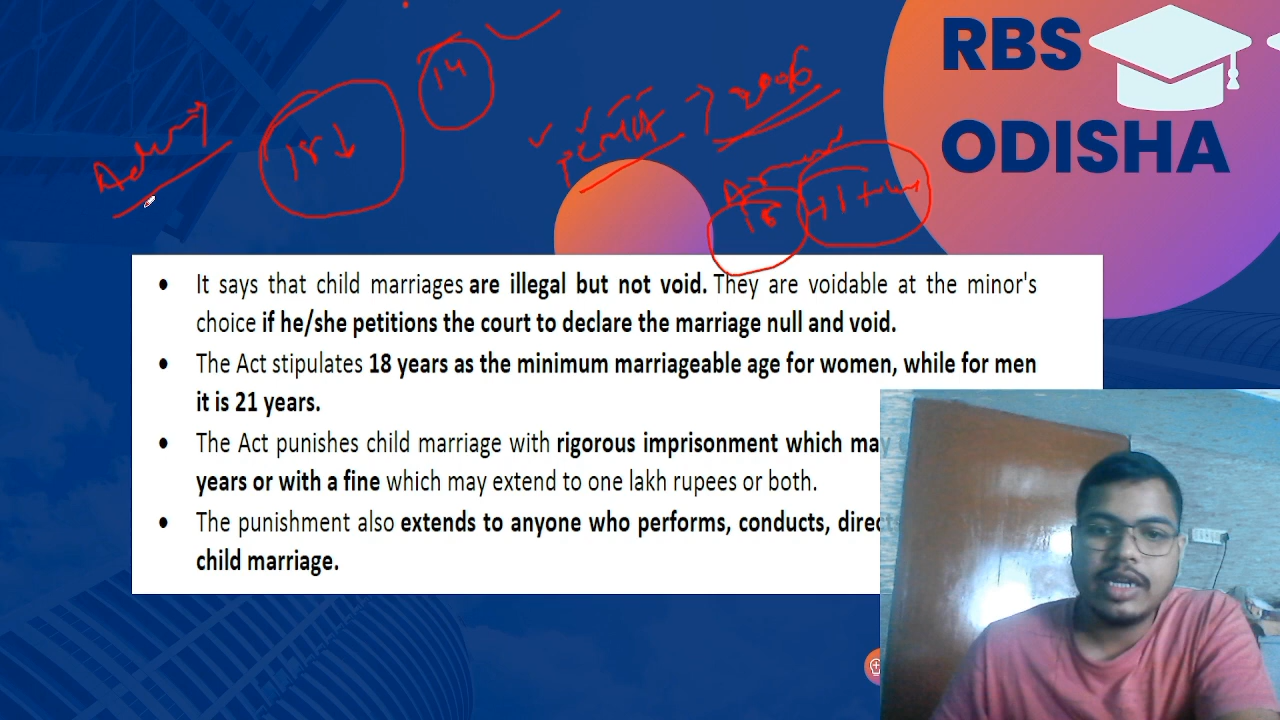 RBS
ODISHA
14
18↓
2006
18
• It says that child marriages are illegal but not void. They are voidable at the minor's
choice if he/she petitions the court to declare the marriage null and void.
• The Act stipulates 18 years as the minimum marriageable age for women, while for men
it is 21 years.
• The Act punishes child marriage with rigorous imprisonment which may
years or with a fine which may extend to one lakh rupees or both.
• The punishment also extends to anyone who performs, conducts, direct
child marriage.